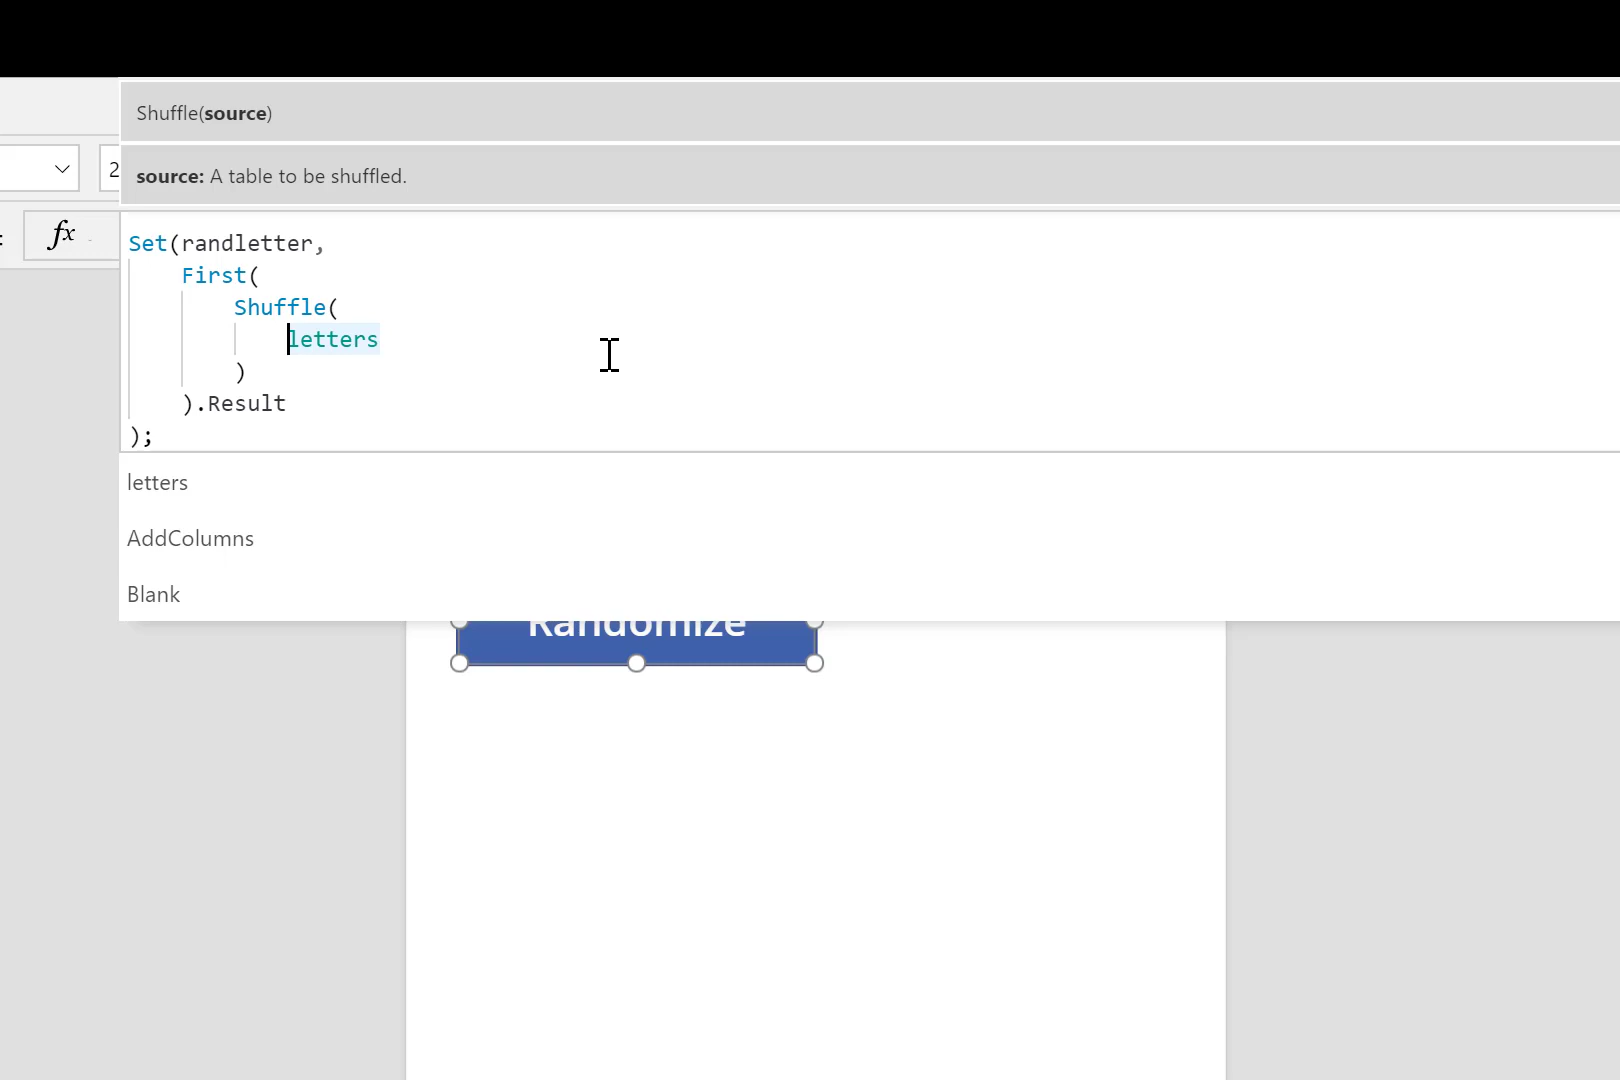 Shuffle(source)
2
source: A table to be shuffled.
fx
Set(randletter,
First(
Shuffle(
letters
)
).Result
);
letters
AddColumns
Blank
Randomize